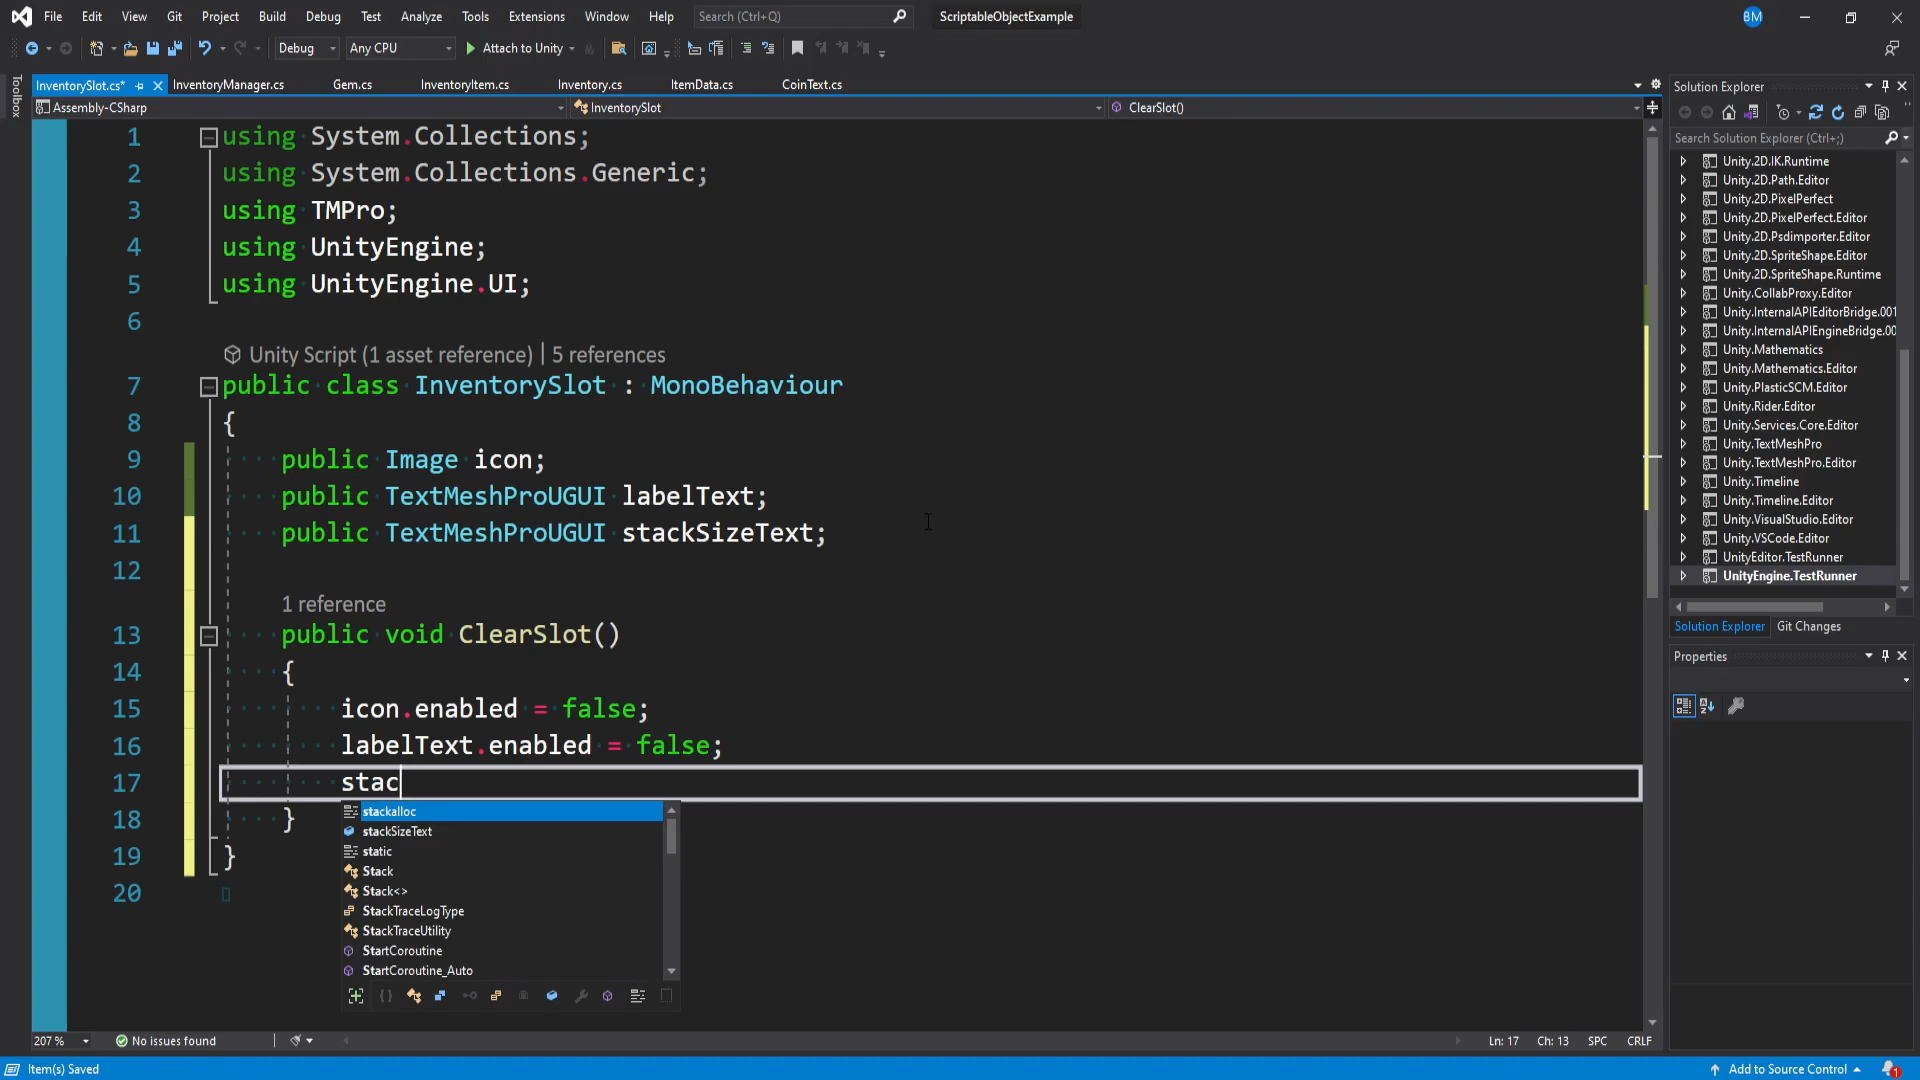 File Edit View Git Project Build Debug Test Analyze Tools Extensions Window Help Search (Ctrl+Q) ScriptableObjectExample BM
Debug Any CPU Attach to Unity
Toolbox
InventorySlot.cs* InventoryManager.cs Gem.cs InventoryItem.cs Inventory.cs ItemData.cs CoinText.cs
Assembly-CSharp InventorySlot ClearSlot()
1 using System.Collections;
2 using System.Collections.Generic;
3 using TMPro;
4 using UnityEngine;
5 using UnityEngine.UI;
6
Unity Script (1 asset reference) | 5 references
7 public class InventorySlot : MonoBehaviour
8 {
9 public Image icon;
10 public TextMeshProUGUI labelText;
11 public TextMeshProUGUI stackSizeText;
12
1 reference
13 public void ClearSlot()
14 {
15 icon.enabled = false;
16 labelText.enabled = false;
17 stac
18 }
19 }
20
stackalloc
stackSizeText
static
Stack
Stack<>
StackTraceLogType
StackTraceUtility
StartCoroutine
StartCoroutine_Auto
207 % No issues found Ln: 17 Ch: 13 SPC CRLF
Item(s) Saved Add to Source Control 1
Solution Explorer
Search Solution Explorer (Ctrl+;)
Unity.2D.IK.Runtime
Unity.2D.Path.Editor
Unity.2D.PixelPerfect
Unity.2D.PixelPerfect.Editor
Unity.2D.Psdimporter.Editor
Unity.2D.SpriteShape.Editor
Unity.2D.SpriteShape.Runtime
Unity.CollabProxy.Editor
Unity.InternalAPIEditorBridge.001
Unity.InternalAPIEngineBridge.00
Unity.Mathematics
Unity.Mathematics.Editor
Unity.PlasticSCM.Editor
Unity.Rider.Editor
Unity.Services.Core.Editor
Unity.TextMeshPro
Unity.TextMeshPro.Editor
Unity.Timeline
Unity.Timeline.Editor
Unity.VisualStudio.Editor
Unity.VSCode.Editor
UnityEditor.TestRunner
UnityEngine.TestRunner
Solution Explorer Git Changes
Properties